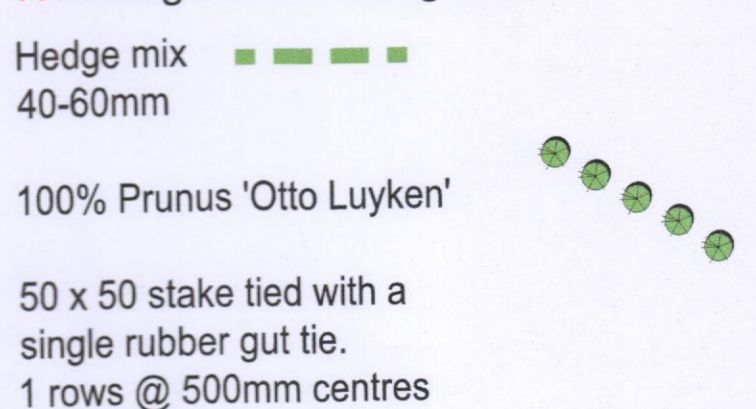 Hedge mix
40-60mm
100% Prunus 'Otto Luyken'
50 x 50 stake tied with a
single rubber gut tie.
1 rows @ 500mm centres